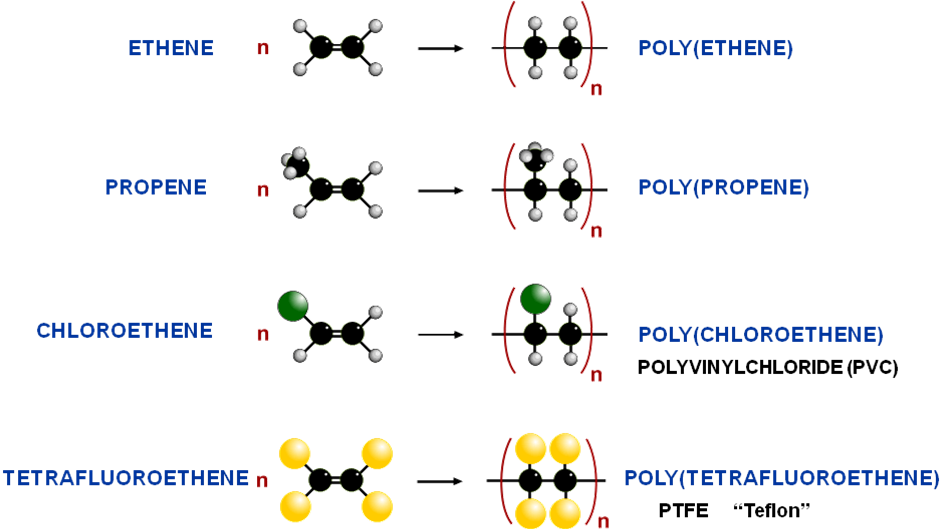 ETHENE n n POLY(ETHENE)
PROPENE n n POLY(PROPENE)
CHLOROETHENE n n POLY(CHLOROETHENE)
POLYVINYLCHLORIDE (PVC)
TETRAFLUOROETHENE n n POLY(TETRAFLUOROETHENE)
PTFE “Teflon”